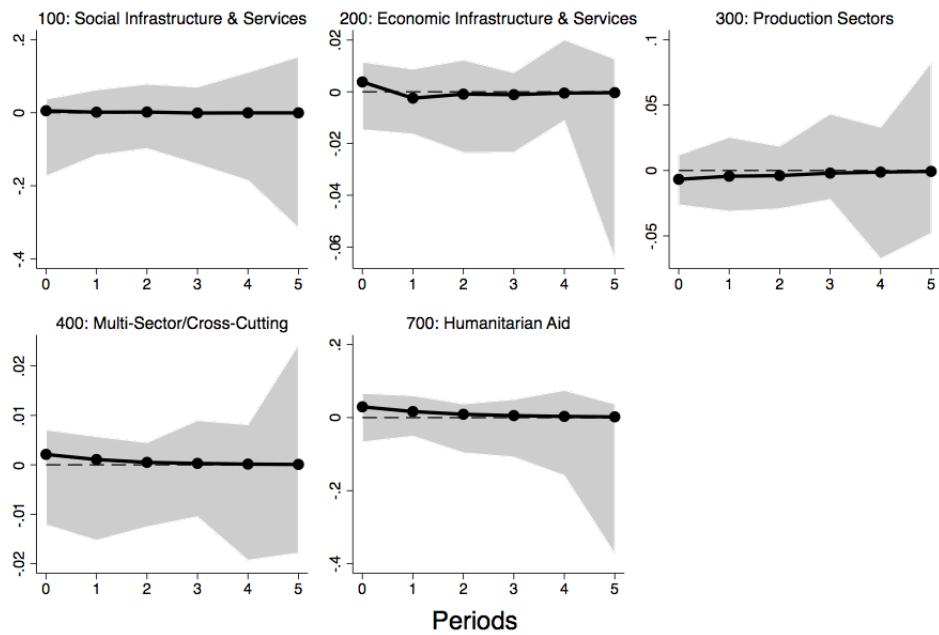 100: Social Infrastructure & Services
.2
0
-.2
-.4
0 1 2 3 4 5
200: Economic Infrastructure & Services
.02
0
-.02
-.04
-.06
0 1 2 3 4 5
300: Production Sectors
.1
.05
0
-.05
0 1 2 3 4 5
400: Multi-Sector/Cross-Cutting
.02
.01
0
-.01
-.02
0 1 2 3 4 5
700: Humanitarian Aid
.2
0
-.2
-.4
0 1 2 3 4 5
Periods